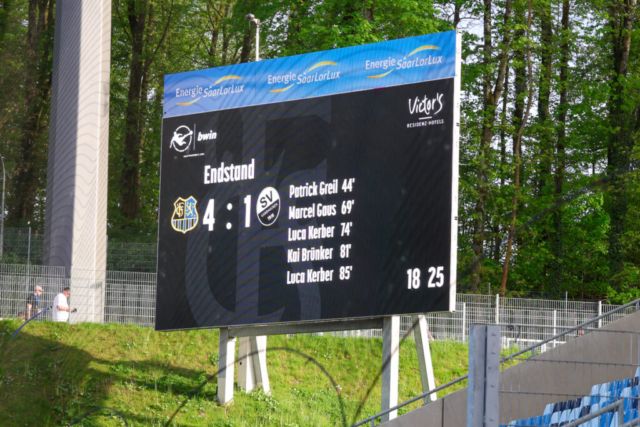 Energie SaarLorLux
Energie SaarLorLux
Energie SaarLorLux
bwin
Victor's
RESIDENZ-HOTELS
Endstand
4 : 1
SV
Patrick Greil 44'
Marcel Gaus 69'
Luca Kerber 74'
Kai Brünker 81'
Luca Kerber 85'
18 25